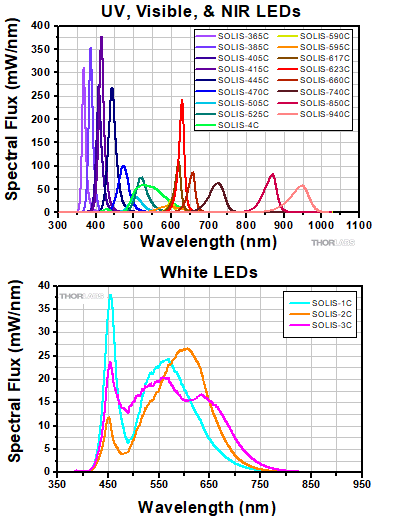 UV, Visible, & NIR LEDs
Spectral Flux (mW/nm)
400
350
300
250
200
150
100
50
0
SOLIS-365C SOLIS-590C
SOLIS-385C SOLIS-595C
SOLIS-405C SOLIS-617C
SOLIS-415C SOLIS-623C
SOLIS-445C SOLIS-660C
SOLIS-470C SOLIS-740C
SOLIS-505C SOLIS-850C
SOLIS-525C SOLIS-940C
SOLIS-4C
300 400 500 600 700 800 900 1000 1100
Wavelength (nm)
THORLABS
White LEDs
Spectral Flux (mW/nm)
40
35
30
25
20
15
10
5
0
THORLABS
SOLIS-1C
SOLIS-2C
SOLIS-3C
350 450 550 650 750 850 950
Wavelength (nm)